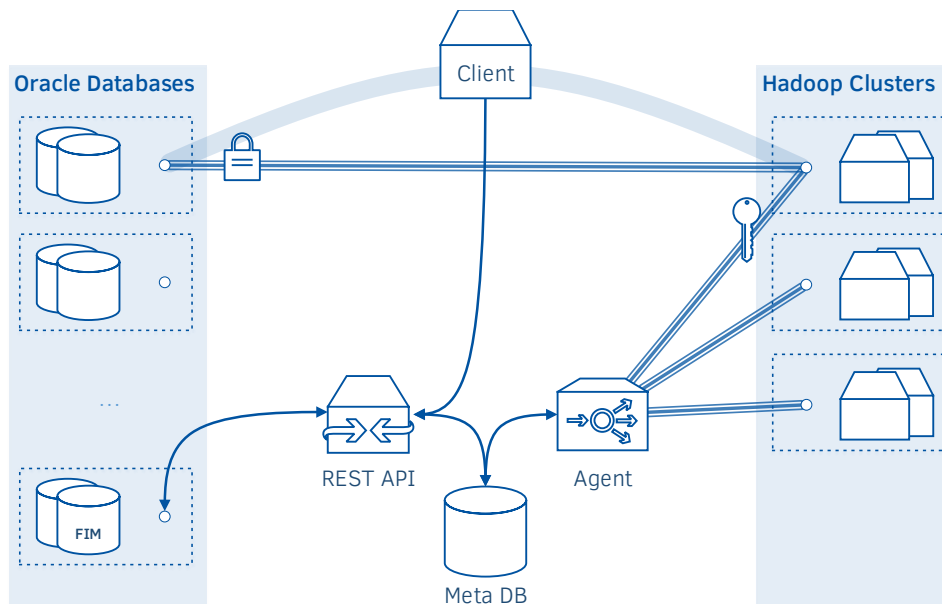 Client
Oracle Databases
Hadoop Clusters
...
REST API
Agent
FIM
Meta DB